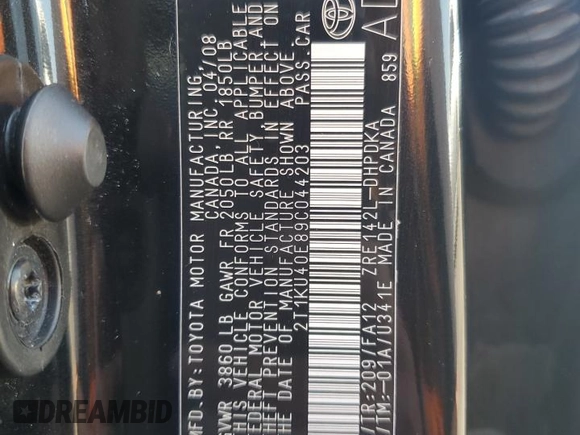 MFD.BY:TOYOTA MOTOR MANUFACTURING
CANADA, INC. 04/08
GVWR 3860LB GAWR FR 2050LB, RR 1850LB
THIS VEHICLE CONFORMS TO ALL APPLICABLE
FEDERAL MOTOR VEHICLE SAFETY, BUMPER AND
THEFT PREVENTION STANDARDS IN EFFECT ON
THE DATE OF MANUFACTURE SHOWN ABOVE.
2T1KU40E89C044203 PASS.CAR
/TR:209/FA12 ZRE142L-DHPDKA
/TM:-01A/U341E MADE IN CANADA 859
TOYOTA
DREAMBID